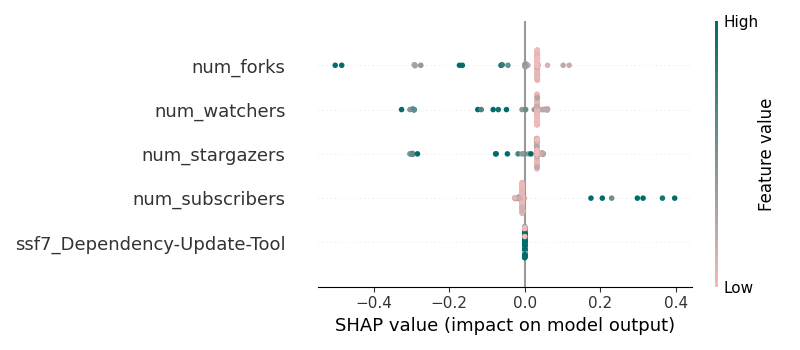 High
num_forks
num_watchers
num_stargazers
num_subscribers
ssf7_Dependency-Update-Tool
Feature value
Low
−0.4 −0.2 0.0 0.2 0.4
SHAP value (impact on model output)